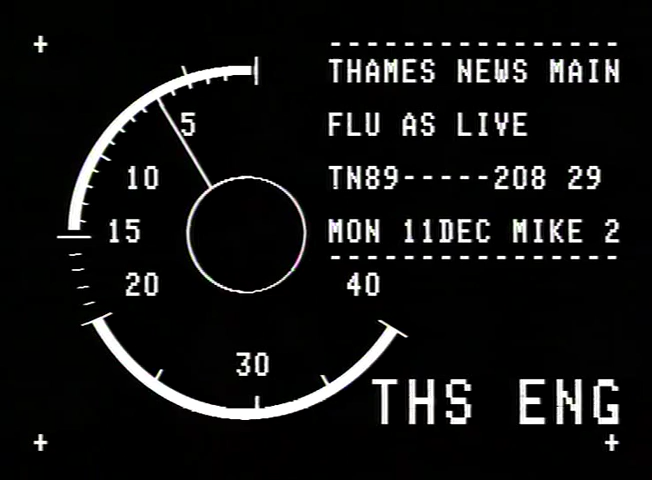 ----------------
THAMES NEWS MAIN
FLU AS LIVE
TN89-----208 29
MON 11DEC MIKE 2
----------------
5
10
15
20
30
40
THS ENG